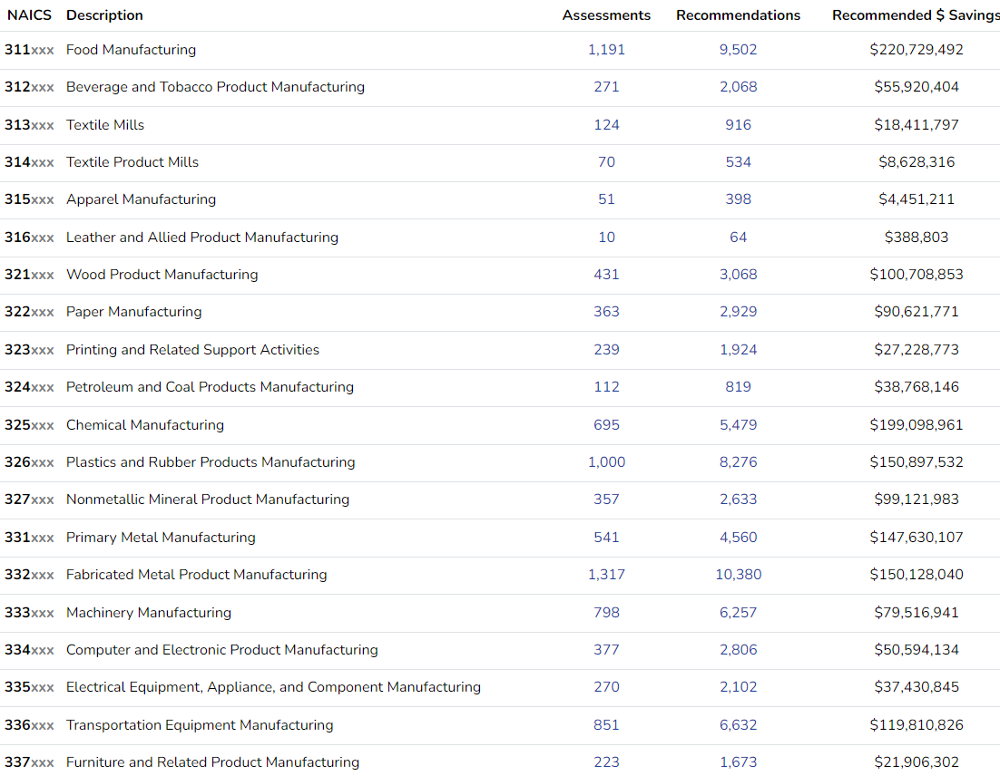 NAICS Description Assessments Recommendations Recommended $ Savings
311xxx Food Manufacturing 1,191 9,502 $220,729,492
312xxx Beverage and Tobacco Product Manufacturing 271 2,068 $55,920,404
313xxx Textile Mills 124 916 $18,411,797
314xxx Textile Product Mills 70 534 $8,628,316
315xxx Apparel Manufacturing 51 398 $4,451,211
316xxx Leather and Allied Product Manufacturing 10 64 $388,803
321xxx Wood Product Manufacturing 431 3,068 $100,708,853
322xxx Paper Manufacturing 363 2,929 $90,621,771
323xxx Printing and Related Support Activities 239 1,924 $27,228,773
324xxx Petroleum and Coal Products Manufacturing 112 819 $38,768,146
325xxx Chemical Manufacturing 695 5,479 $199,098,961
326xxx Plastics and Rubber Products Manufacturing 1,000 8,276 $150,897,532
327xxx Nonmetallic Mineral Product Manufacturing 357 2,633 $99,121,983
331xxx Primary Metal Manufacturing 541 4,560 $147,630,107
332xxx Fabricated Metal Product Manufacturing 1,317 10,380 $150,128,040
333xxx Machinery Manufacturing 798 6,257 $79,516,941
334xxx Computer and Electronic Product Manufacturing 377 2,806 $50,594,134
335xxx Electrical Equipment, Appliance, and Component Manufacturing 270 2,102 $37,430,845
336xxx Transportation Equipment Manufacturing 851 6,632 $119,810,826
337xxx Furniture and Related Product Manufacturing 223 1,673 $21,906,302